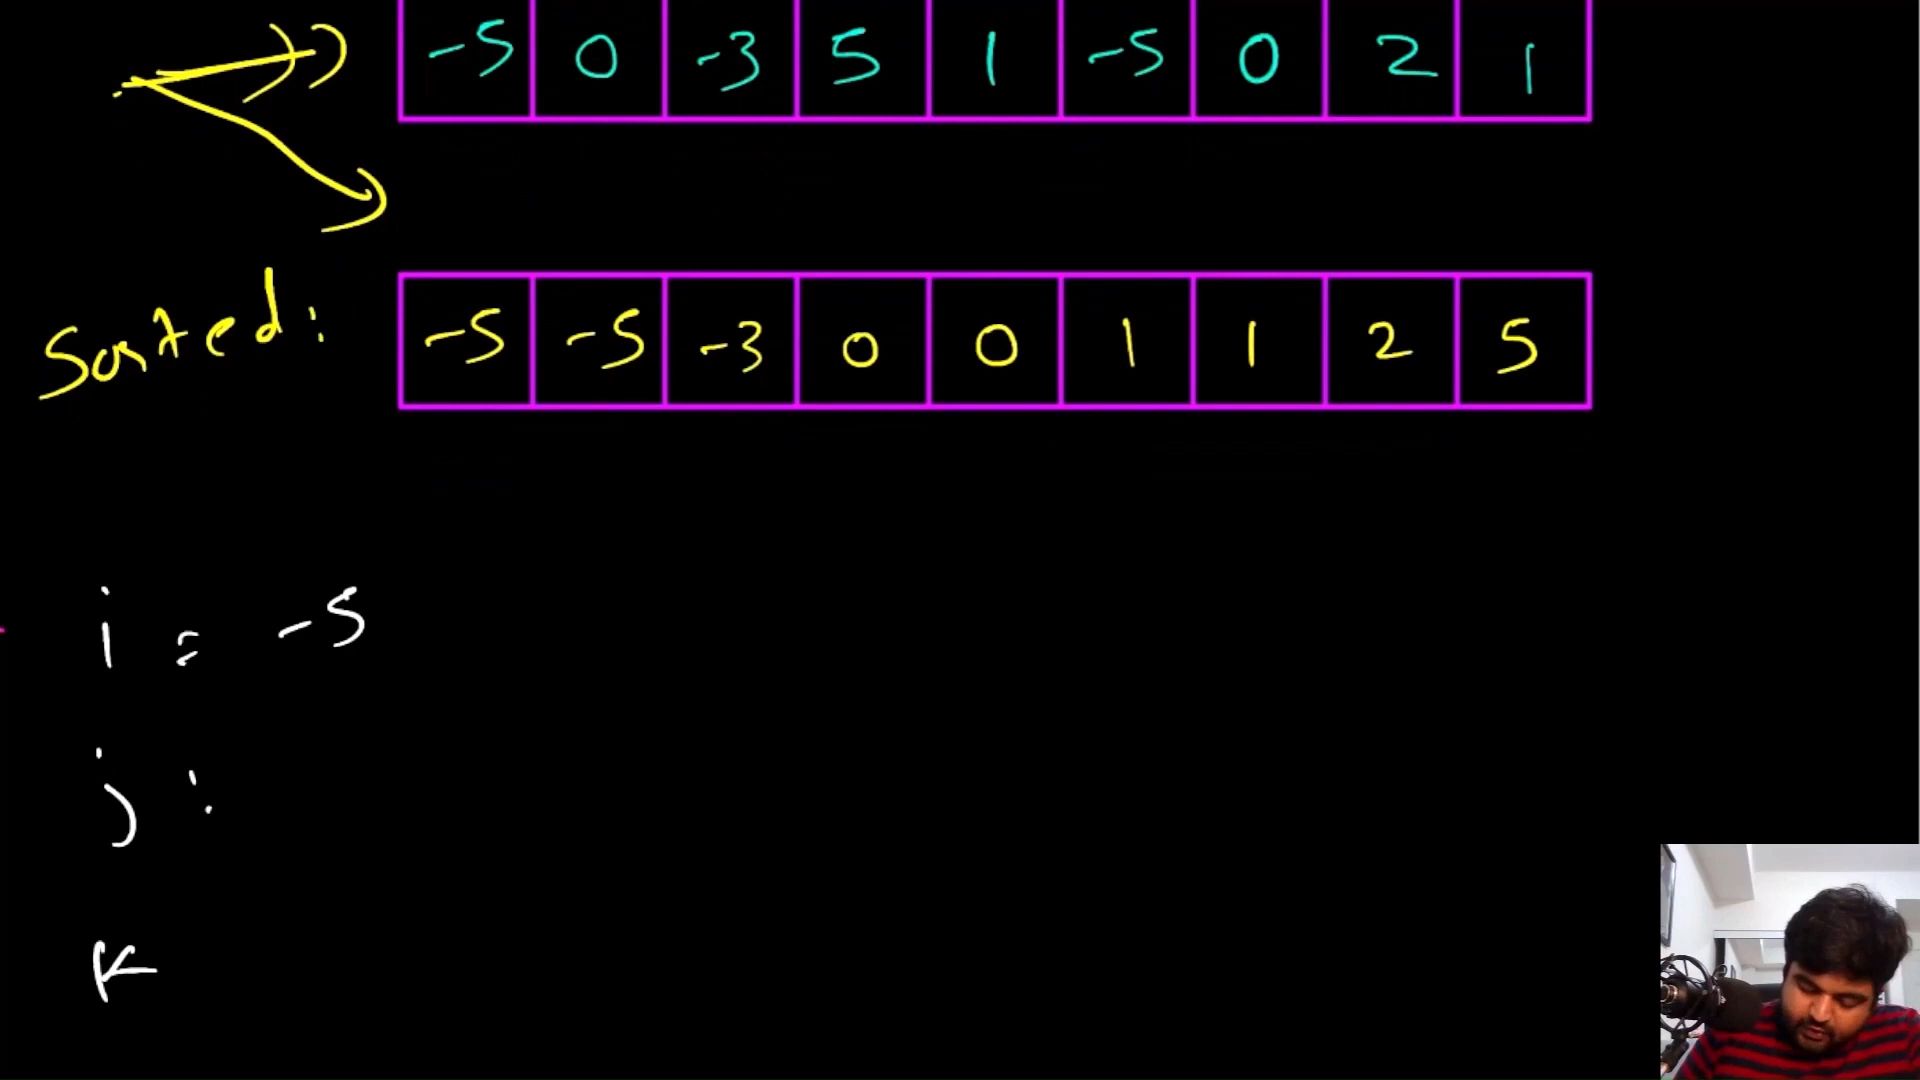 -5 0 -3 5 1 -5 0 2 1
Sorted: -5 -5 -3 0 0 1 1 2 5
i = -5
j :
K